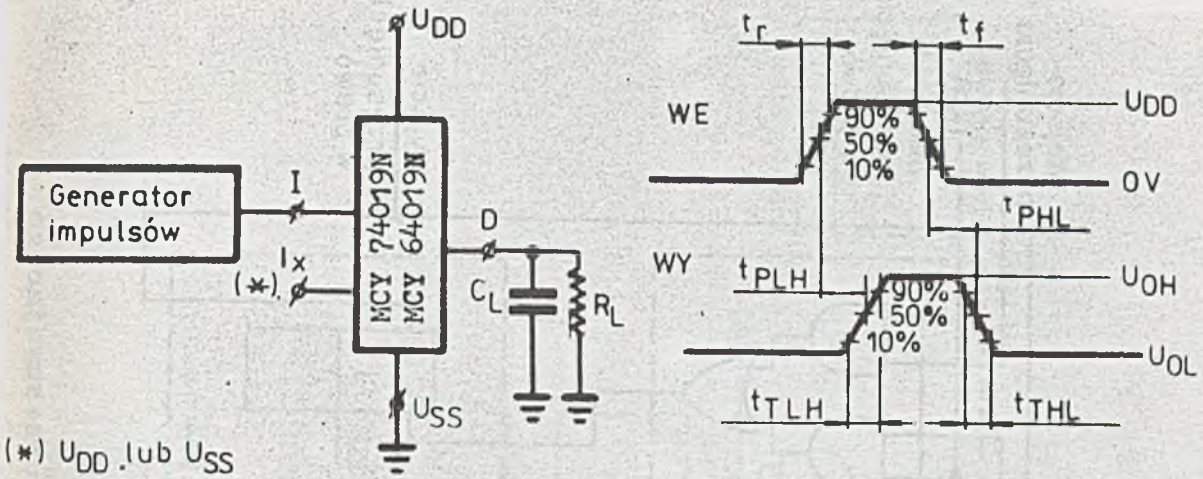 U_DD
Generator
impulsów
I
I_x
(*)
MCY 74019N
MCY 64019N
D
C_L
R_L
U_SS
(*) U_DD lub U_SS
t_r
t_f
WE
90%
50%
10%
U_DD
0V
t_PHL
WY
t_PLH
90%
50%
10%
U_OH
U_OL
t_TLH
t_THL